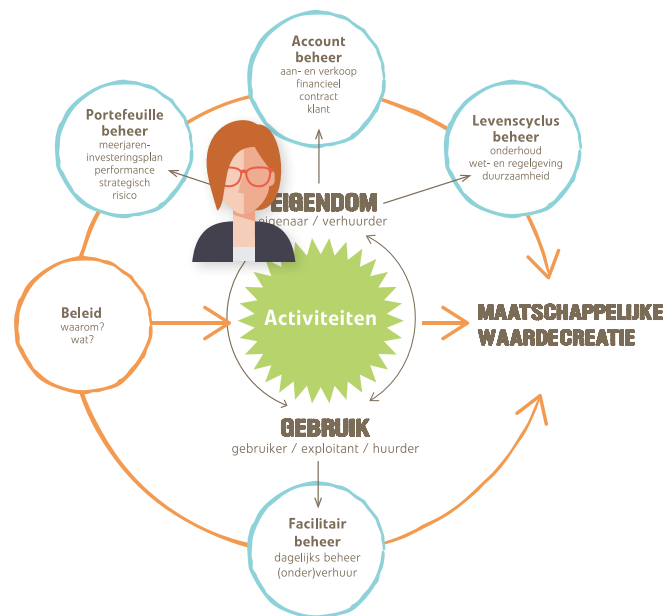 Account
beheer
aan- en verkoop
financieel
contract
klant
Portefeuille
beheer
meerjaren-
investeringsplan
performance
strategisch
risico
Levenscyclus
beheer
onderhoud
wet- en regelgeving
duurzaamheid
EIGENDOM
eigenaar / verhuurder
Beleid
waarom?
wat?
Activiteiten
MAATSCHAPPELIJKE
WAARDECREATIE
GEBRUIK
gebruiker / exploitant / huurder
Facilitair
beheer
dagelijks beheer
(onder)verhuur